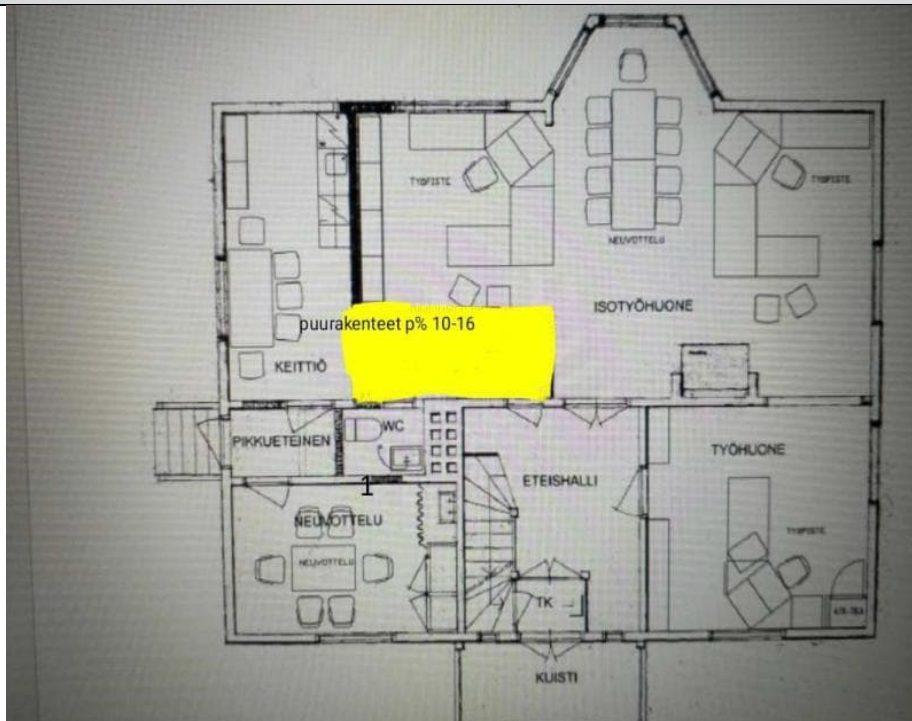 TYÖPISTE
TYÖPISTE
NEUVOTTELU
ISOTYÖHUONE
puurakenteet p% 10-16
KEITTIÖ
PIKKUETEINEN
WC
TYÖHUONE
ETEISHALLI
1
NEUVOTTELU
NEUVOTTELU
TYÖPISTE
TK
KUISTI